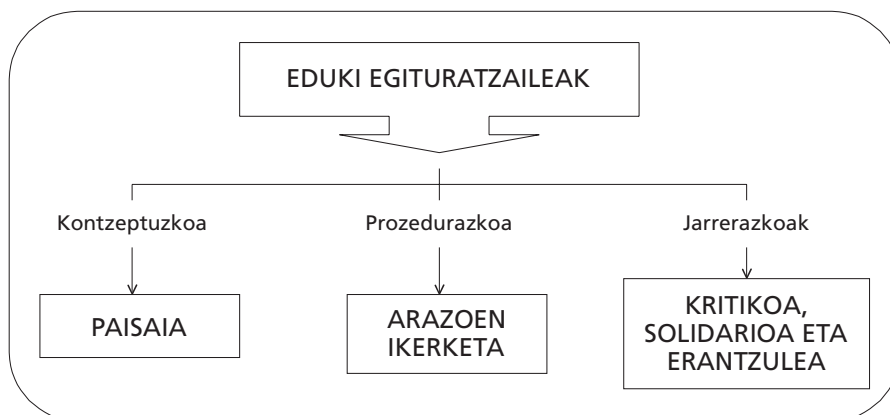 EDUKI EGITURATZAILEAK
Kontzeptuzkoa
Prozedurazkoa
Jarrerazkoak
PAISAIA
ARAZOEN
IKERKETA
KRITIKOA,
SOLIDARIOA ETA
ERANTZULEA